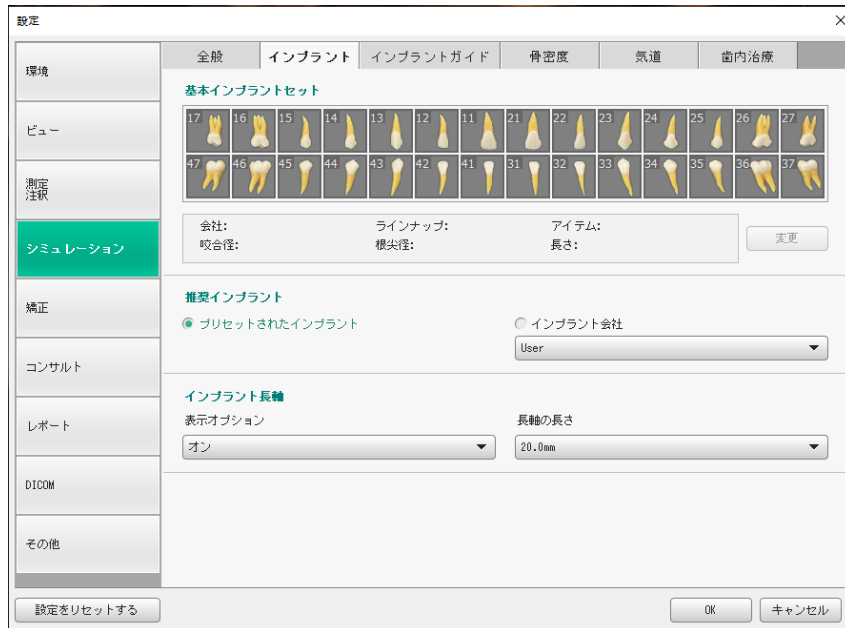 設定
環境
ビュー
測定
注釈
シミュレーション
矯正
コンサルト
レポート
DICOM
その他
設定をリセットする
全般 インプラント インプラントガイド 骨密度 気道 歯内治療
基本インプラントセット
17 16 15 14 13 12 11 21 22 23 24 25 26 27
47 46 45 44 43 42 41 31 32 33 34 35 36 37
会社: ラインナップ: アイテム:
咬合径: 根尖径: 長さ:
変更
推奨インプラント
プリセットされたインプラント インプラント会社
User
インプラント長軸
表示オプション 長軸の長さ
オン 20.0mm
OK キャンセル